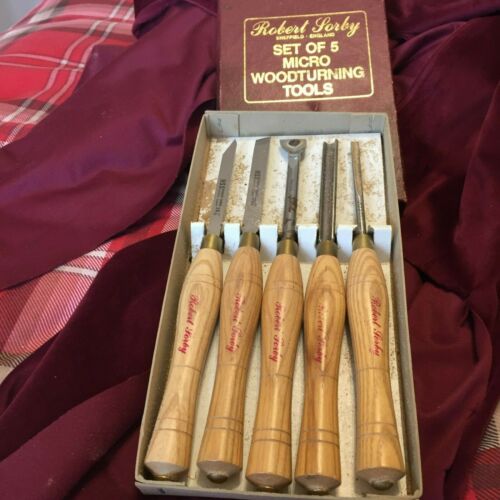 Robert Sorby
SHEFFIELD · ENGLAND
SET OF 5
MICRO
WOODTURNING
TOOLS
Robert Sorby
Robert Sorby
Robert Sorby
Robert Sorby
Robert Sorby